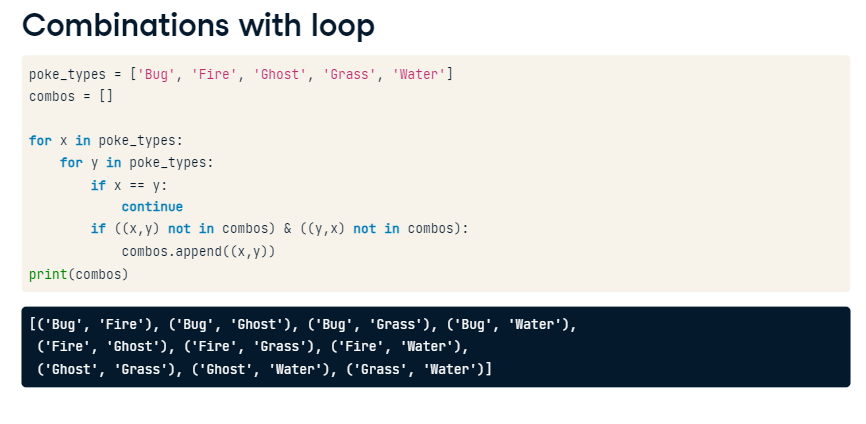 Combinations with loop
poke_types = ['Bug', 'Fire', 'Ghost', 'Grass', 'Water']
combos = []
for x in poke_types:
    for y in poke_types:
        if x == y:
            continue
        if ((x,y) not in combos) & ((y,x) not in combos):
            combos.append((x,y))
print(combos)
[('Bug', 'Fire'), ('Bug', 'Ghost'), ('Bug', 'Grass'), ('Bug', 'Water'),
 ('Fire', 'Ghost'), ('Fire', 'Grass'), ('Fire', 'Water'),
 ('Ghost', 'Grass'), ('Ghost', 'Water'), ('Grass', 'Water')]